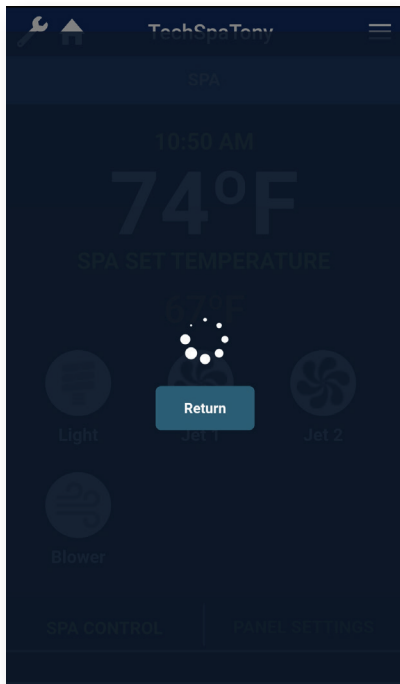 TechSpaTony
SPA
10:50 AM
74°F
SPA SET TEMPERATURE
67°F
Return
Light
Jet 1
Jet 2
Blower
SPA CONTROL
PANEL SETTINGS